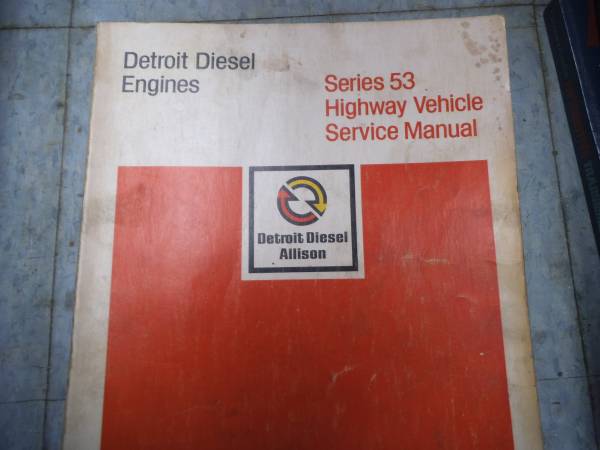 Detroit Diesel
Engines
Series 53
Highway Vehicle
Service Manual
Detroit Diesel
Allison